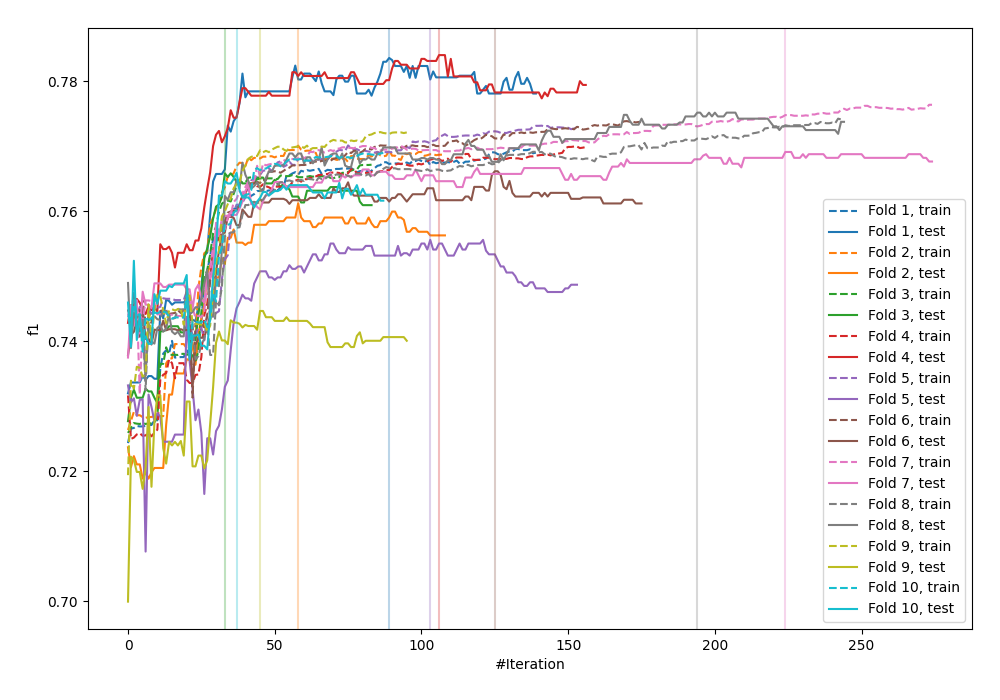 0.78
0.76
0.74
0.72
0.70
f1
0
50
100
150
200
250
#Iteration
Fold 1, train
Fold 1, test
Fold 2, train
Fold 2, test
Fold 3, train
Fold 3, test
Fold 4, train
Fold 4, test
Fold 5, train
Fold 5, test
Fold 6, train
Fold 6, test
Fold 7, train
Fold 7, test
Fold 8, train
Fold 8, test
Fold 9, train
Fold 9, test
Fold 10, train
Fold 10, test